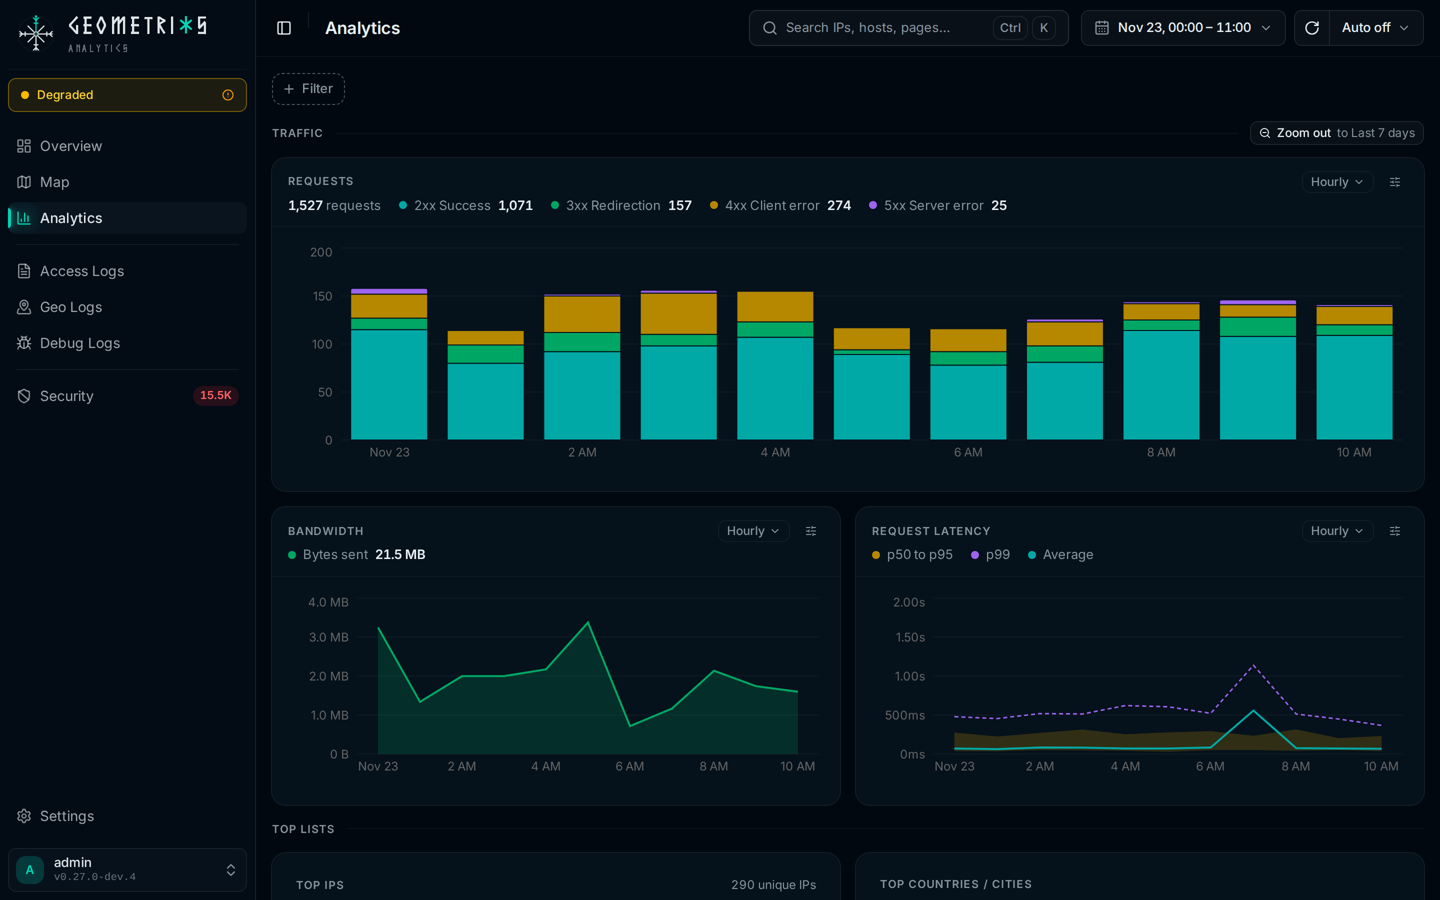 GEOMETRIKS
ANALYTICS
Degraded
Overview
Map
Analytics
Access Logs
Geo Logs
Debug Logs
Security 15.5K
Settings
A admin
v0.27.0-dev.4
Analytics
Search IPs, hosts, pages... Ctrl K
Nov 23, 00:00 – 11:00
Auto off
+ Filter
TRAFFIC
Zoom out to Last 7 days
REQUESTS
Hourly
1,527 requests 2xx Success 1,071 3xx Redirection 157 4xx Client error 274 5xx Server error 25
200
150
100
50
0
Nov 23 2 AM 4 AM 6 AM 8 AM 10 AM
BANDWIDTH
Hourly
Bytes sent 21.5 MB
4.0 MB
3.0 MB
2.0 MB
1.0 MB
0 B
Nov 23 2 AM 4 AM 6 AM 8 AM 10 AM
REQUEST LATENCY
Hourly
p50 to p95 p99 Average
2.00s
1.50s
1.00s
500ms
0ms
Nov 23 2 AM 4 AM 6 AM 8 AM 10 AM
TOP LISTS
TOP IPS
290 unique IPs
TOP COUNTRIES / CITIES